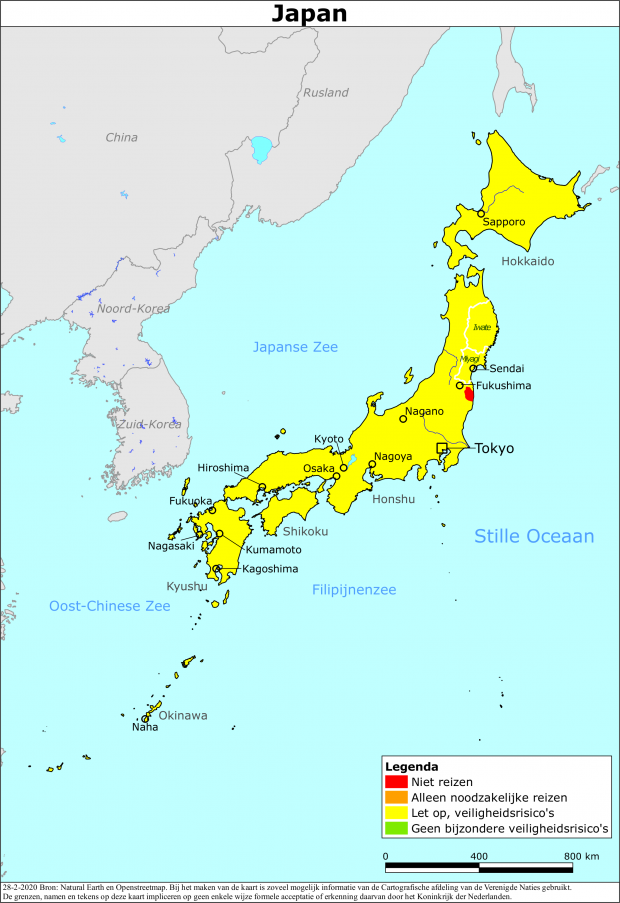 Japan
Rusland
China
Sapporo
Hokkaido
Noord-Korea
Iwate
Japanse Zee
Miyagi
Sendai
Fukushima
Nagano
Zuid-Korea
Kyoto
Tokyo
Nagoya
Hiroshima
Osaka
Honshu
Fukuoka
Shikoku
Stille Oceaan
Nagasaki
Kumamoto
Kagoshima
Kyushu
Filipijnenzee
Oost-Chinese Zee
Okinawa
Naha
Legenda
Niet reizen
Alleen noodzakelijke reizen
Let op, veiligheidsrisico's
Geen bijzondere veiligheidsrisico's
0 400 800 km
28-2-2020 Bron: Natural Earth en Openstreetmap. Bij het maken van de kaart is zoveel mogelijk informatie van de Cartografische afdeling van de Verenigde Naties gebruikt.
De grenzen, namen en tekens op deze kaart impliceren op geen enkele wijze formele acceptatie of erkenning daarvan door het Koninkrijk der Nederlanden.